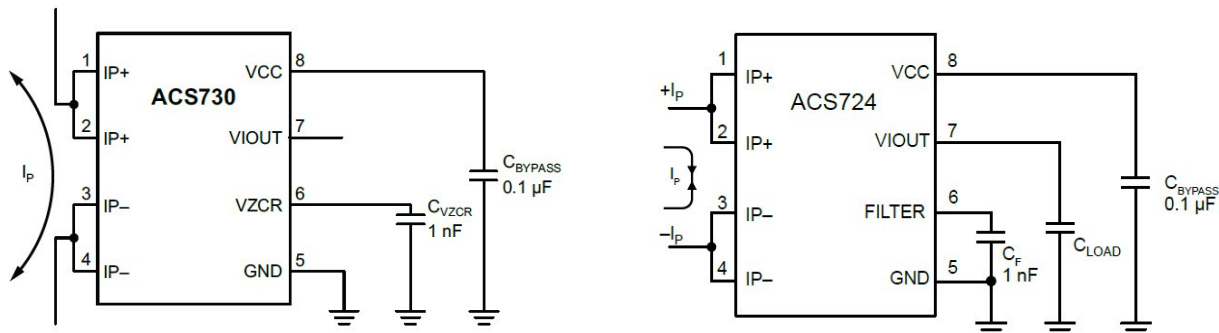 1
IP+
ACS730
VCC
8
2
IP+
VIOUT
7
IP
3
IP–
VZCR
6
CVZCR
1 nF
CBYPASS
0.1 µF
4
IP–
GND
5
1
IP+
ACS724
VCC
8
+IP
2
IP+
VIOUT
7
IP
3
IP–
FILTER
6
–IP
4
IP–
GND
5
CF
1 nF
CLOAD
CBYPASS
0.1 µF